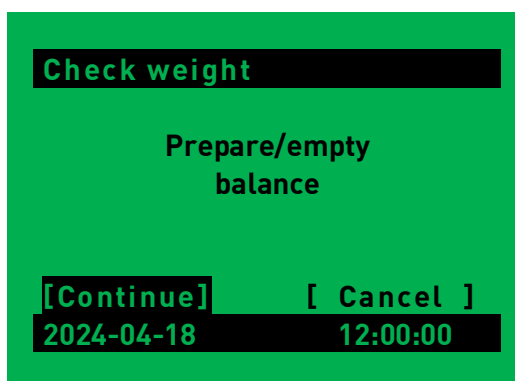 Check weight
Prepare/empty
balance
[Continue] [ Cancel ]
2024-04-18 12:00:00